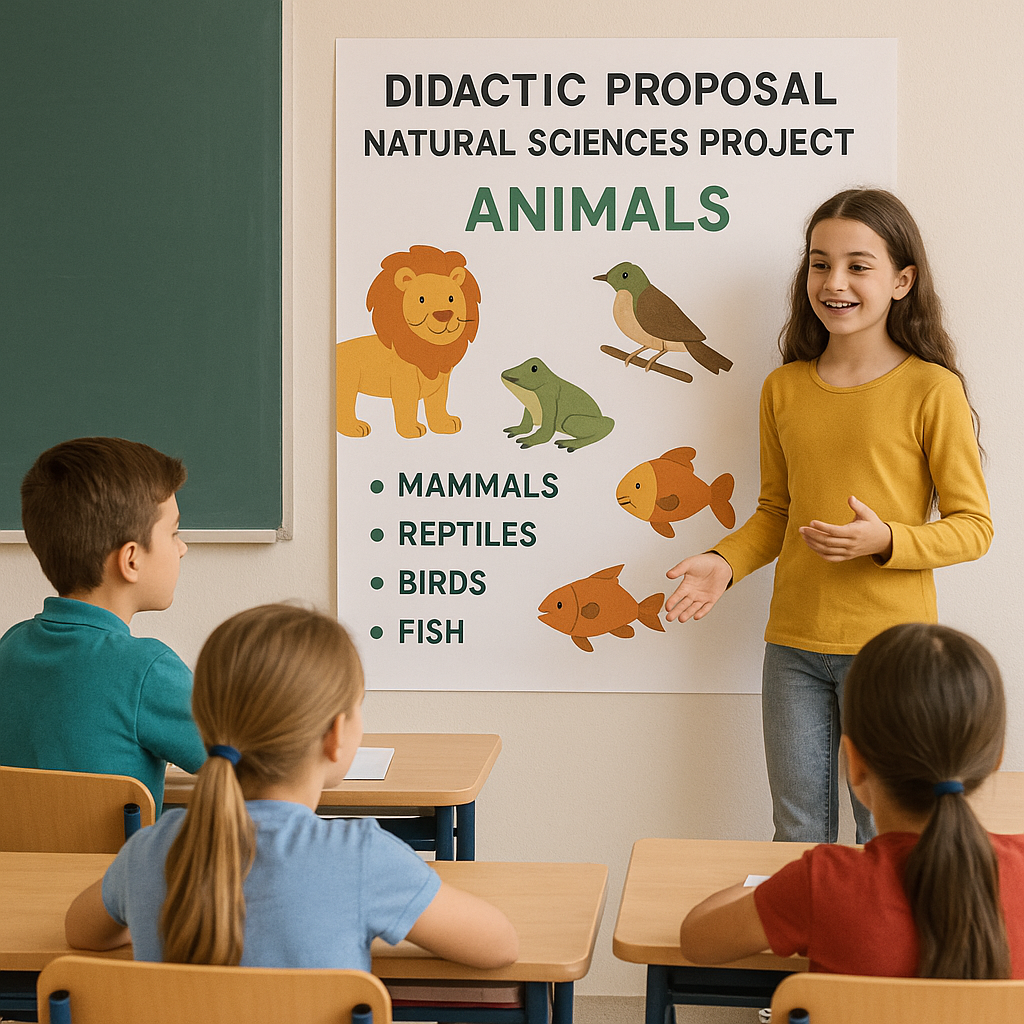 DIDACTIC PROPOSAL
NATURAL SCIENCES PROJECT
ANIMALS
• MAMMALS
• REPTILES
• BIRDS
• FISH